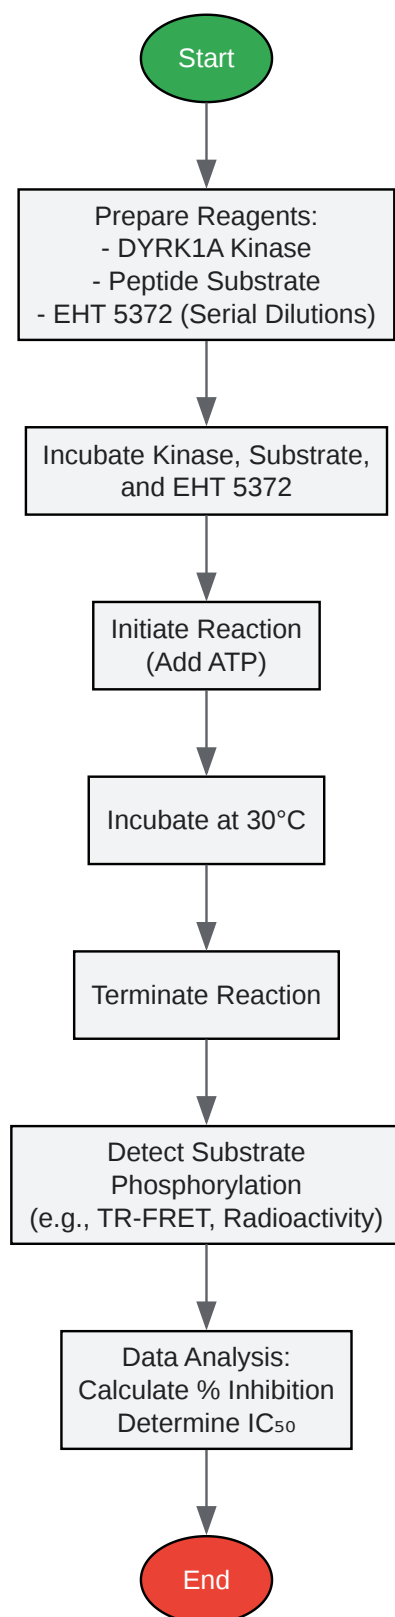 Start
Prepare Reagents:
- DYRK1A Kinase
- Peptide Substrate
- EHT 5372 (Serial Dilutions)
Incubate Kinase, Substrate,
and EHT 5372
Initiate Reaction
(Add ATP)
Incubate at 30°C
Terminate Reaction
Detect Substrate
Phosphorylation
(e.g., TR-FRET, Radioactivity)
Data Analysis:
Calculate % Inhibition
Determine IC₅₀
End